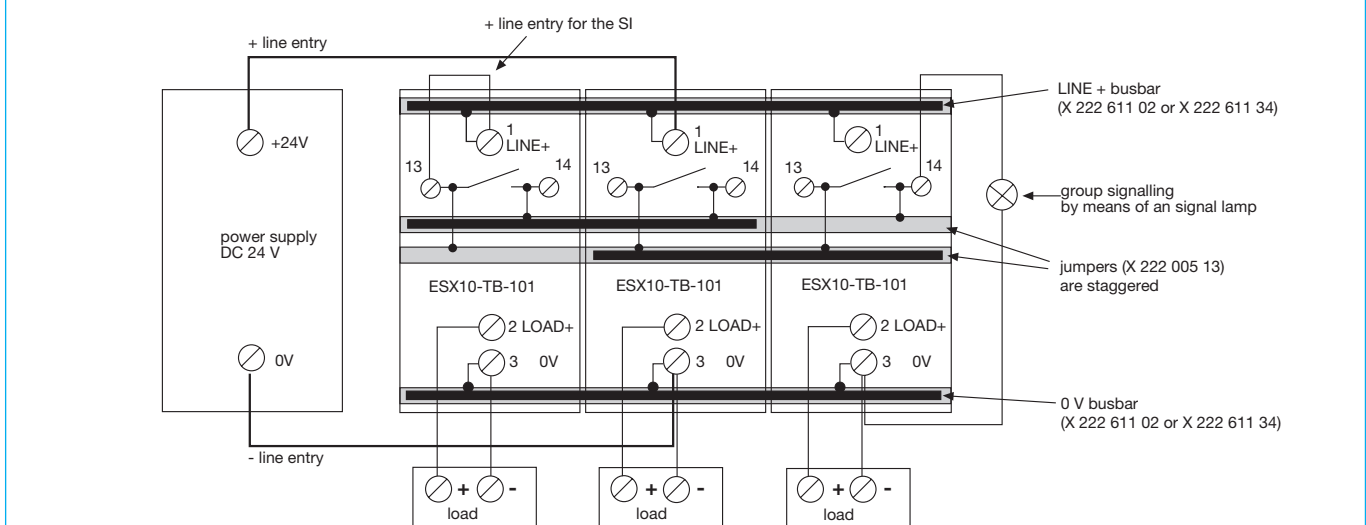 + line entry for the SI
+ line entry
LINE + busbar
(X 222 611 02 or X 222 611 34)
+24V
1
LINE+
1
LINE+
1
LINE+
13
14
13
14
13
14
group signalling
by means of an signal lamp
power supply
DC 24 V
jumpers (X 222 005 13)
are staggered
ESX10-TB-101
ESX10-TB-101
ESX10-TB-101
2 LOAD+
2 LOAD+
2 LOAD+
0V
3 0V
3 0V
3 0V
0 V busbar
(X 222 611 02 or X 222 611 34)
- line entry
+ -
+ -
+ -
load
load
load